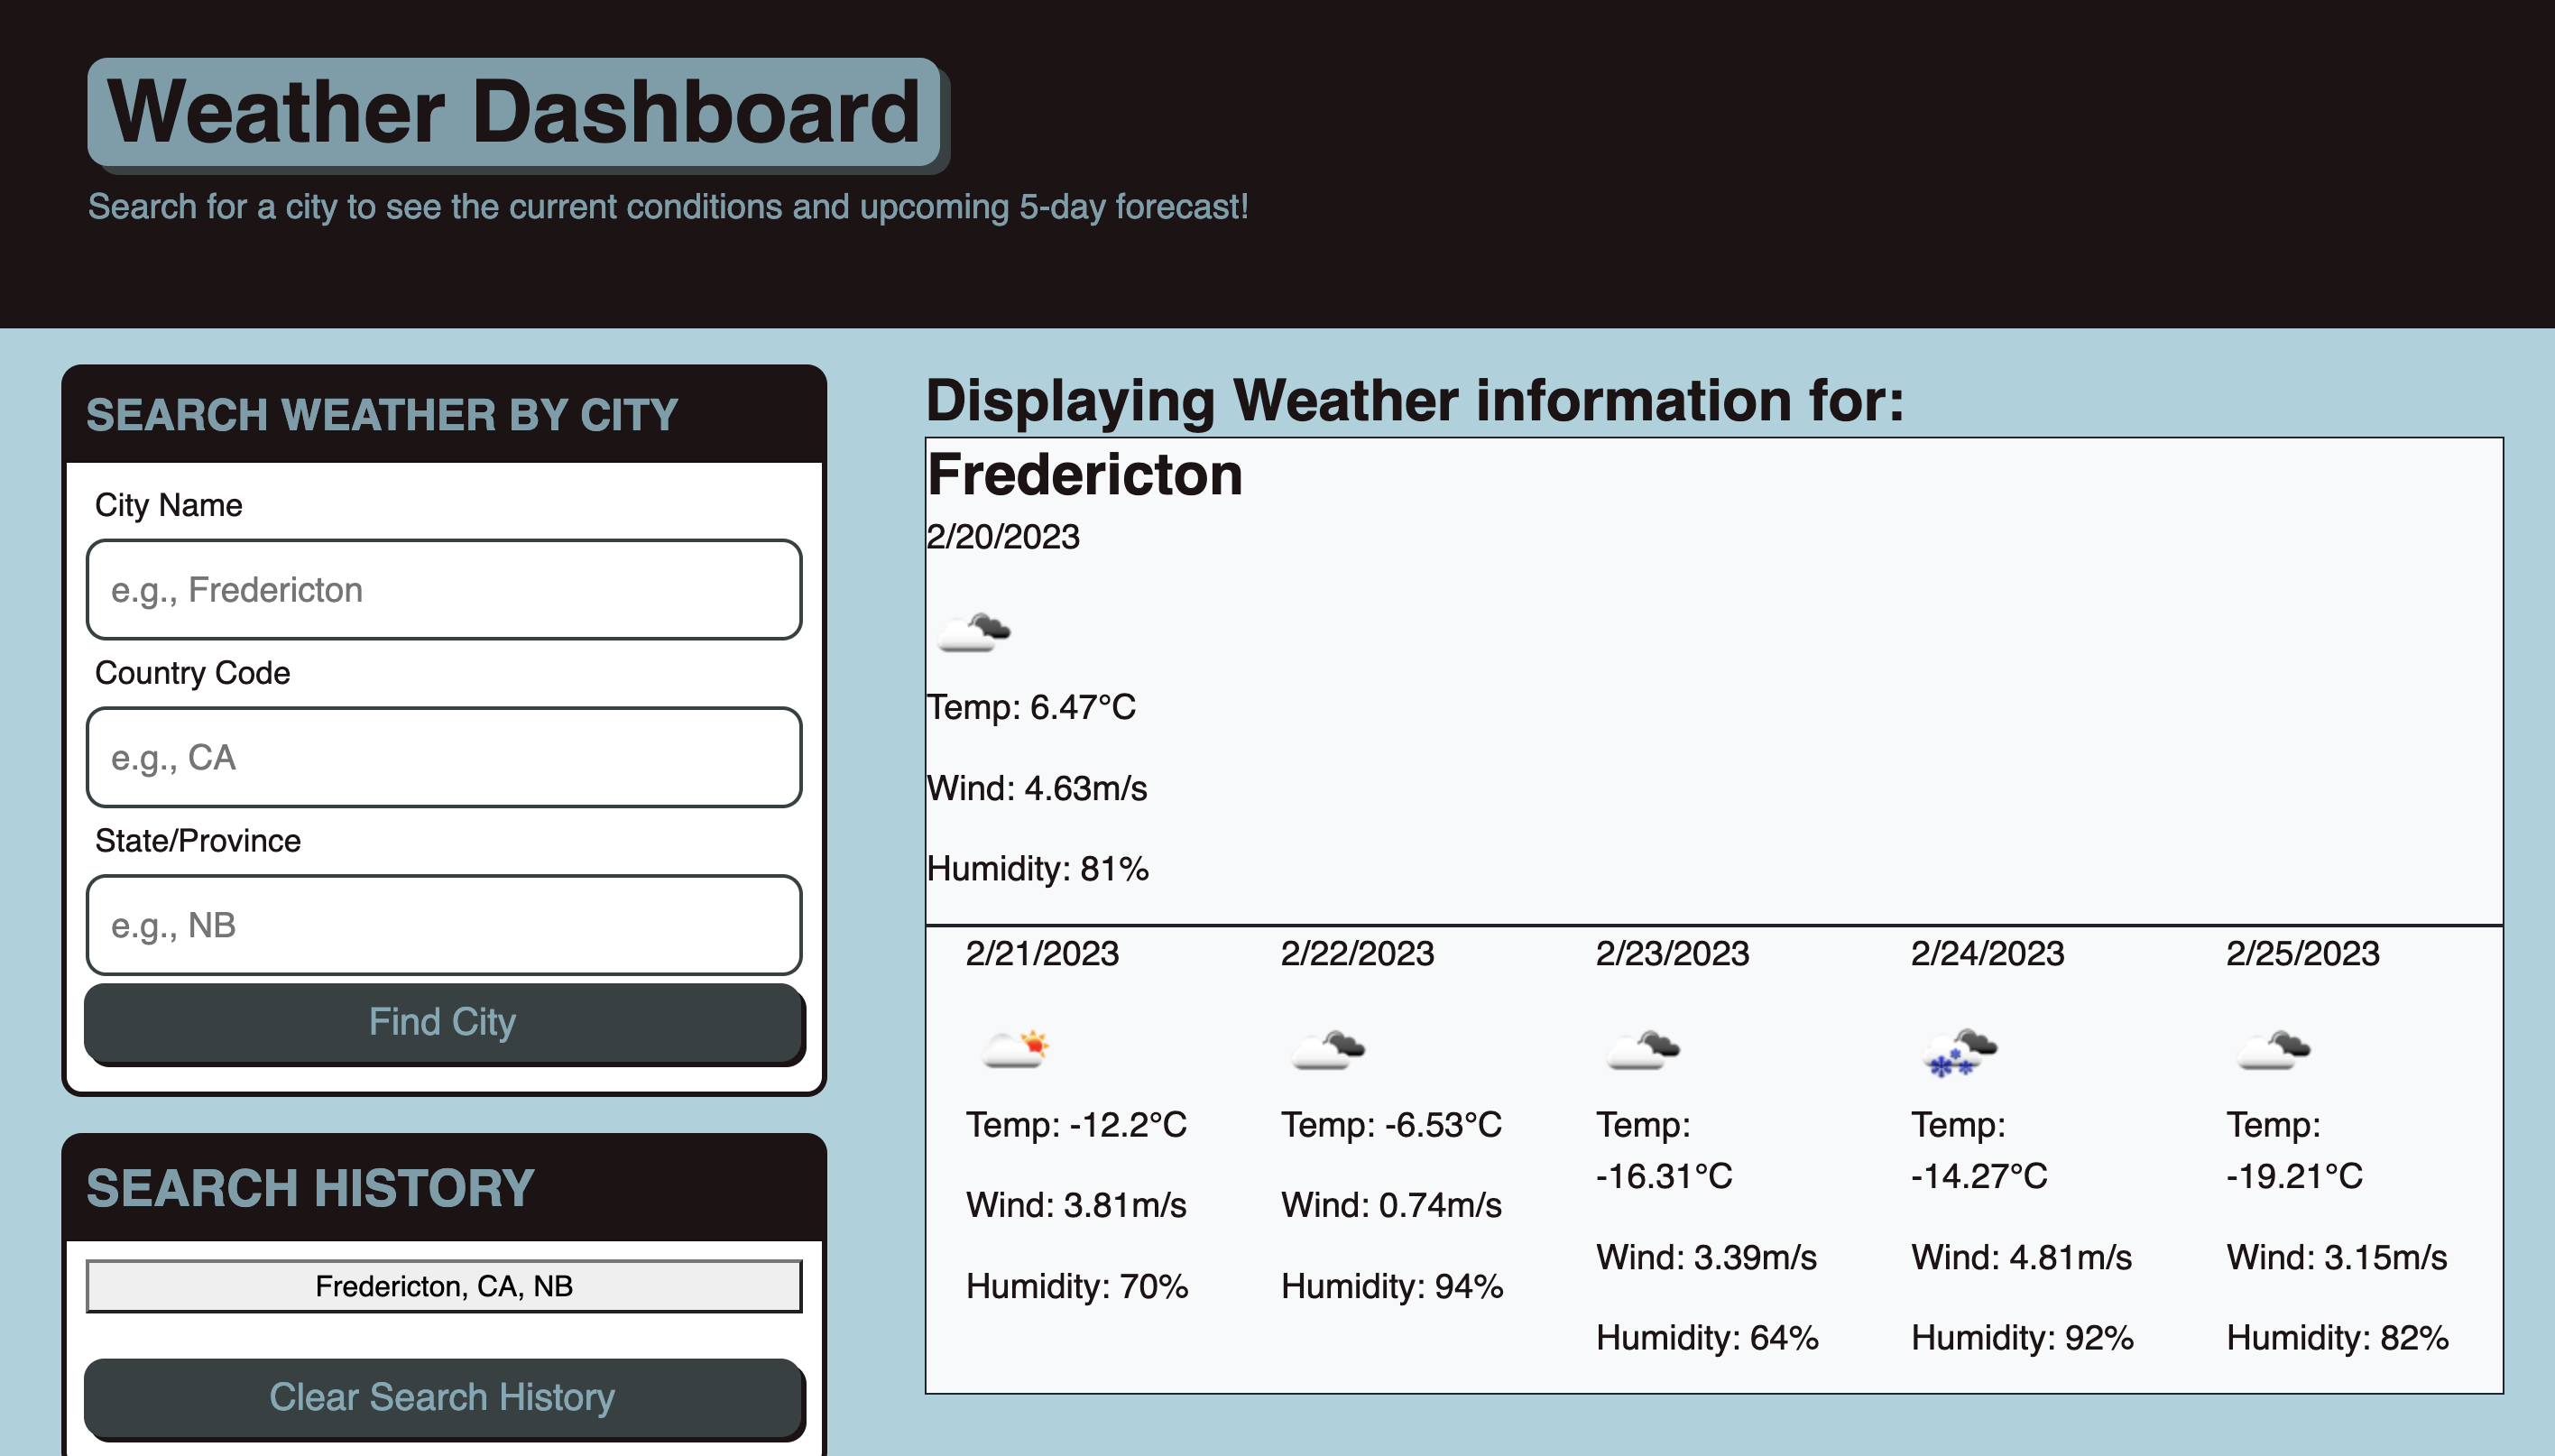 Weather Dashboard
Search for a city to see the current conditions and upcoming 5-day forecast!
SEARCH WEATHER BY CITY
City Name
e.g., Fredericton
Country Code
e.g., CA
State/Province
e.g., NB
Find City
SEARCH HISTORY
Fredericton, CA, NB
Clear Search History
Displaying Weather information for:
Fredericton
2/20/2023
Temp: 6.47°C
Wind: 4.63m/s
Humidity: 81%
2/21/2023
Temp: -12.2°C
Wind: 3.81m/s
Humidity: 70%
2/22/2023
Temp: -6.53°C
Wind: 0.74m/s
Humidity: 94%
2/23/2023
Temp:
-16.31°C
Wind: 3.39m/s
Humidity: 64%
2/24/2023
Temp:
-14.27°C
Wind: 4.81m/s
Humidity: 92%
2/25/2023
Temp:
-19.21°C
Wind: 3.15m/s
Humidity: 82%